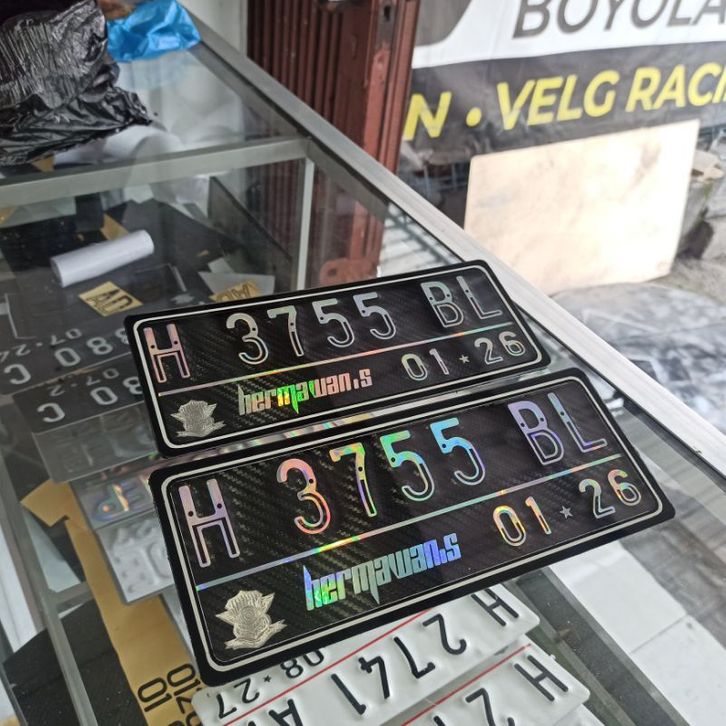 BOYOLA
N • VELG RACI
H 3755 BL
hermawan.s 01 ★ 26
H 3755 BL
hermawan.s 01 ★ 26
H 2741 A
08 ★ 27